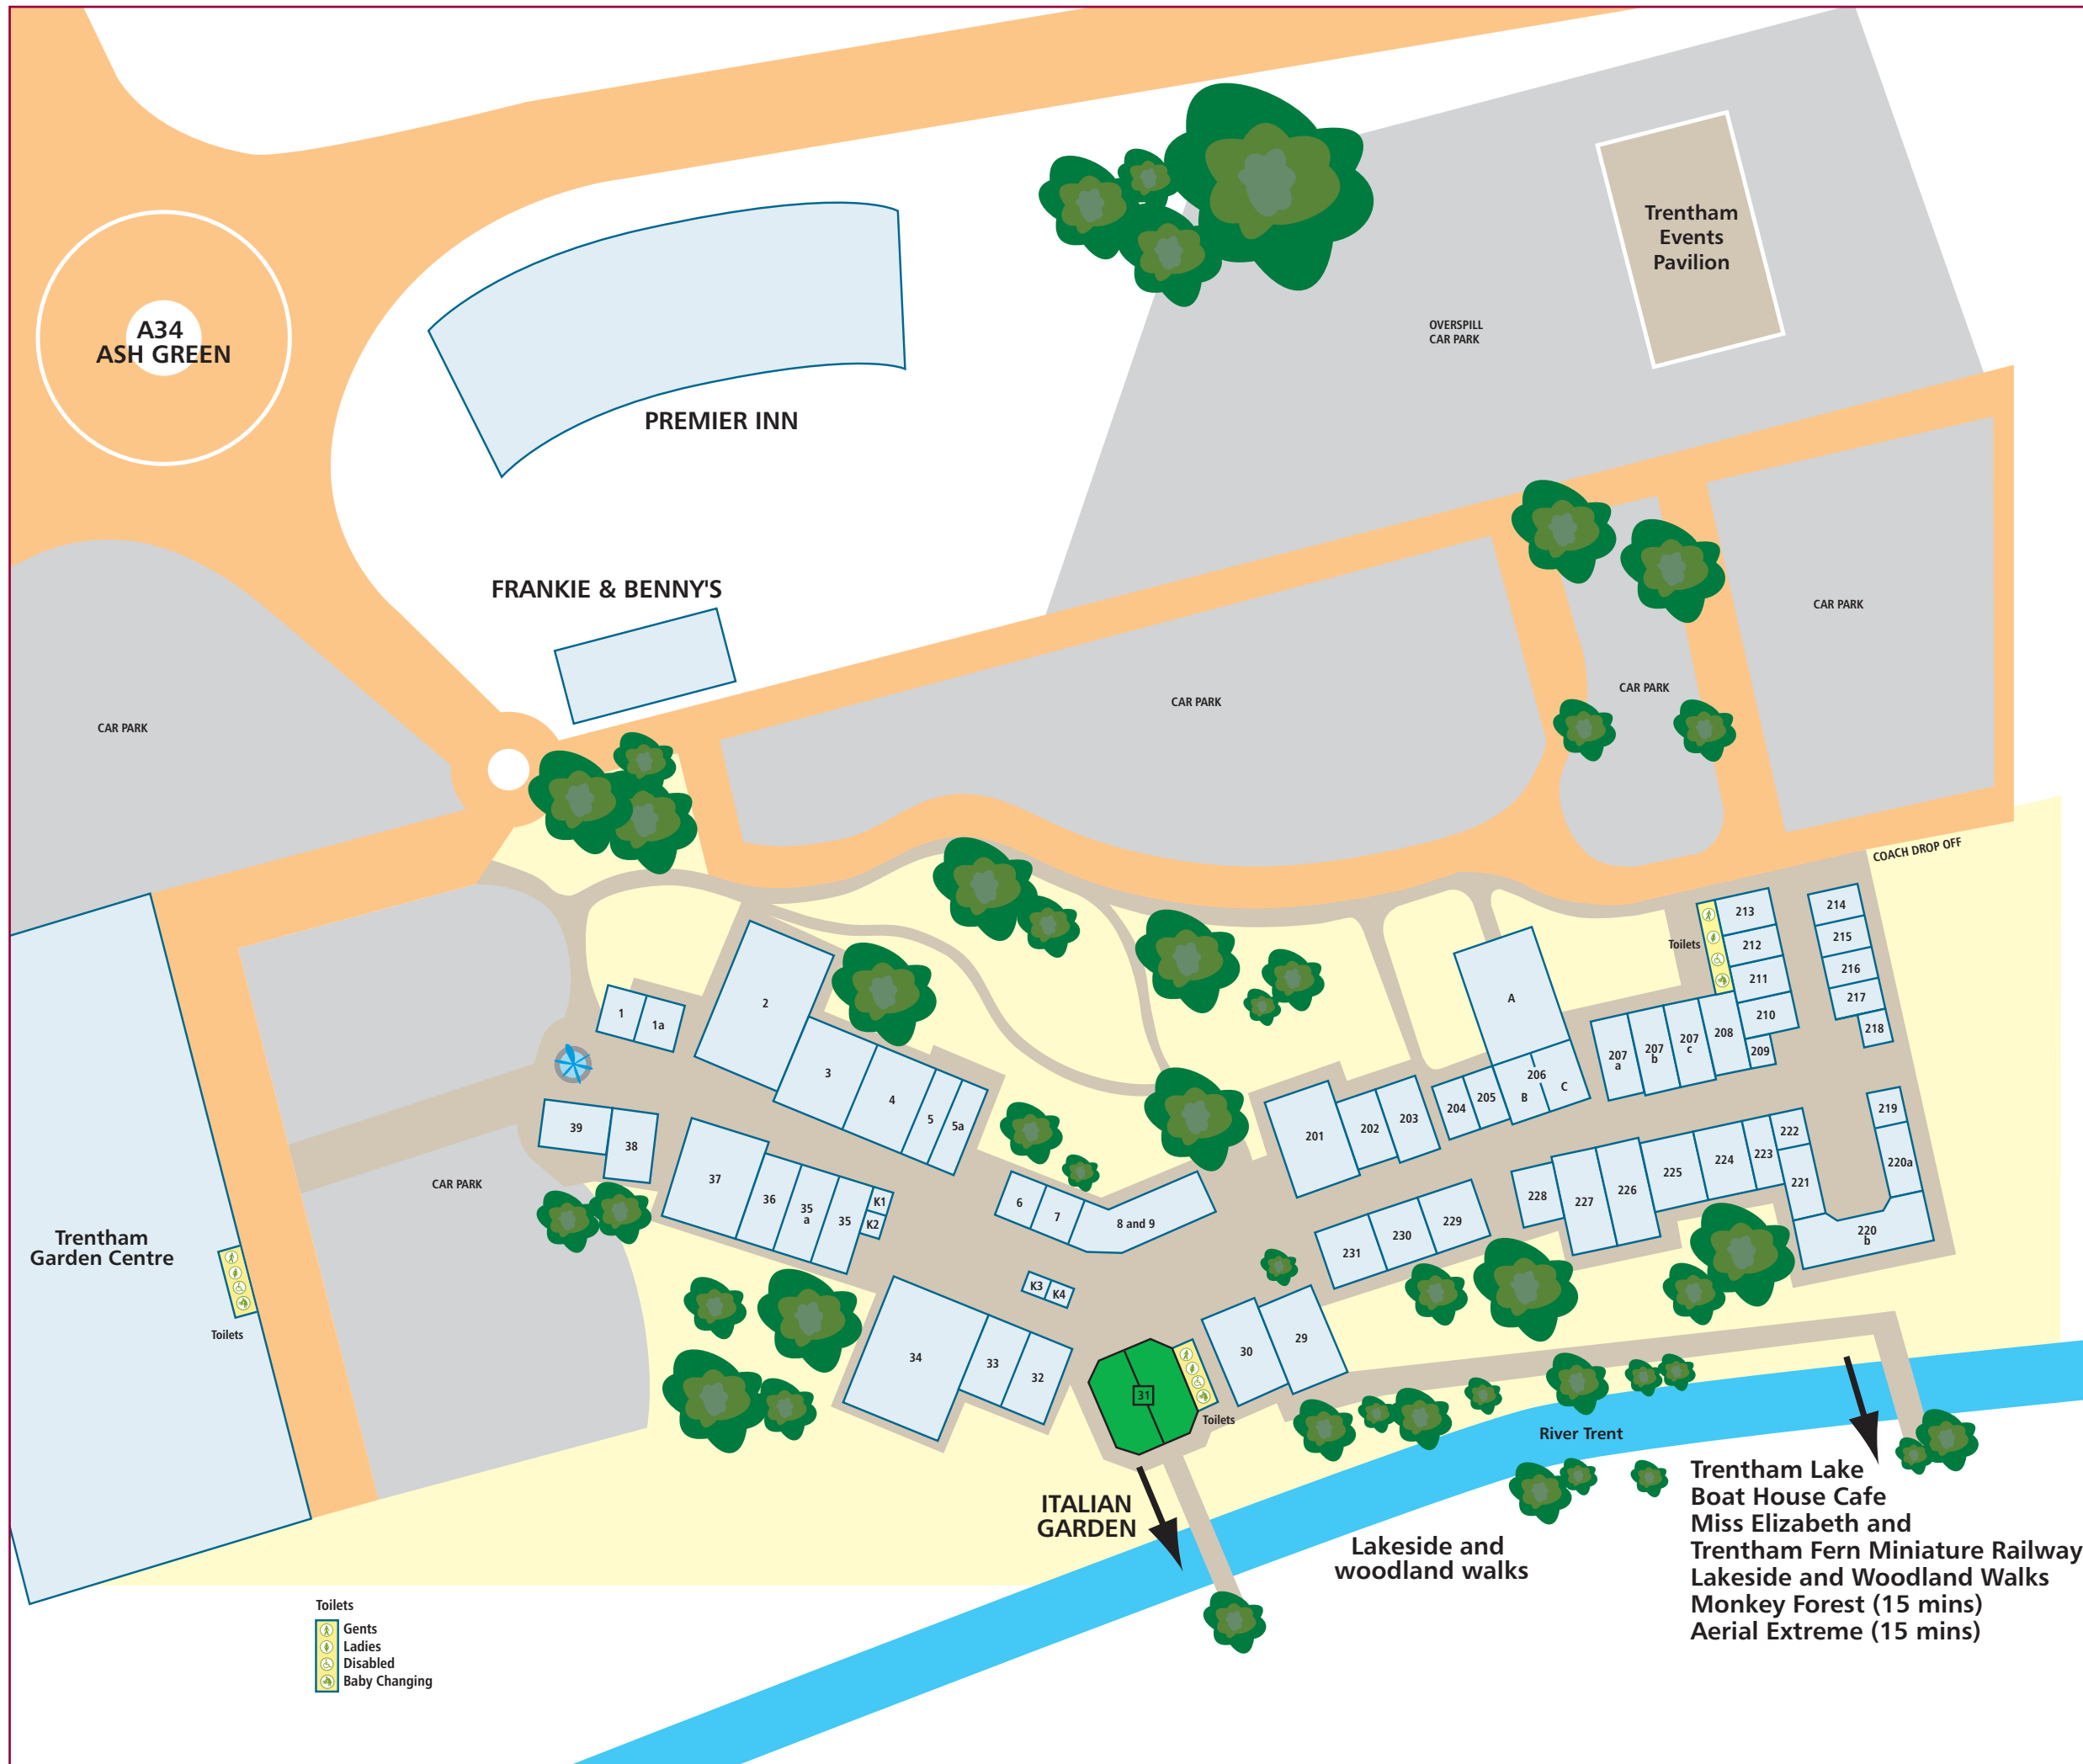 A34
ASH GREEN
PREMIER INN
FRANKIE & BENNY'S
Trentham
Events
Pavilion
OVERSPILL
CAR PARK
CAR PARK
CAR PARK
CAR PARK
CAR PARK
COACH DROP OFF
CAR PARK
Trentham
Garden Centre
Toilets
1
1a
2
3
4
5
5a
39
38
37
36
35
a
35
K1
K2
6
7
8 and 9
K3
K4
34
33
32
31
Toilets
30
29
201
202
203
204
205
206
A
B
C
207
a
207
b
207
c
208
209
210
211
212
213
Toilets
214
215
216
217
218
219
220a
220
b
221
222
223
224
225
226
227
228
229
230
231
ITALIAN
GARDEN
River Trent
Lakeside and
woodland walks
Trentham Lake
Boat House Cafe
Miss Elizabeth and
Trentham Fern Miniature Railway
Lakeside and Woodland Walks
Monkey Forest (15 mins)
Aerial Extreme (15 mins)
Toilets
Gents
Ladies
Disabled
Baby Changing